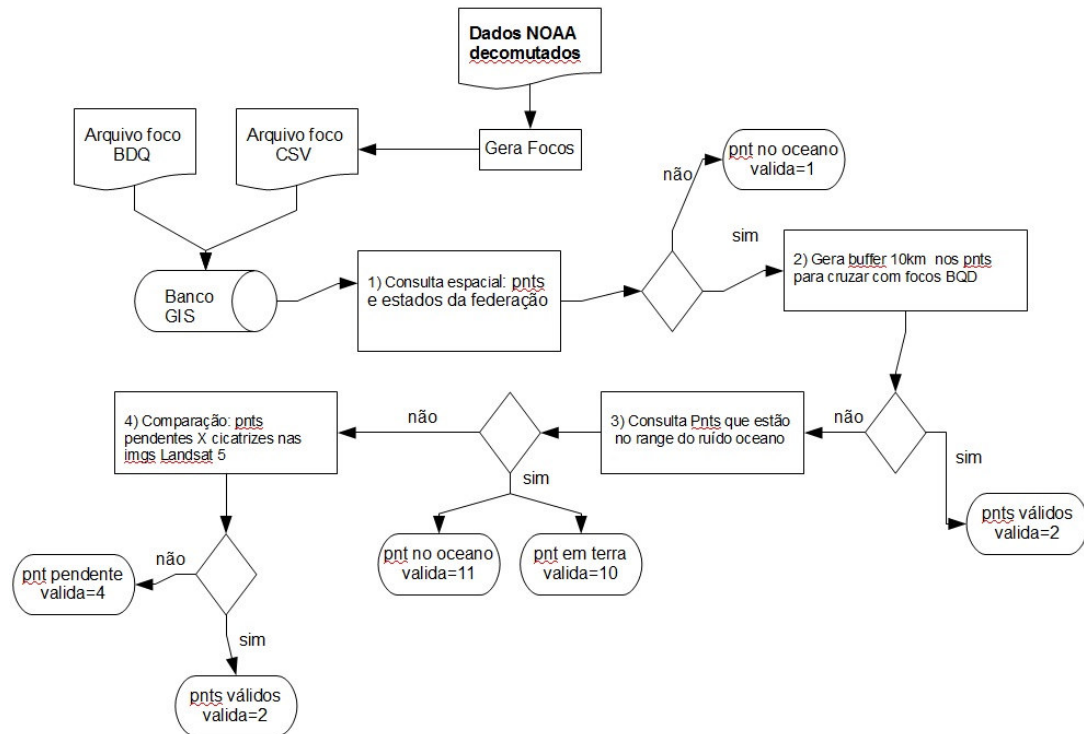 Dados NOAA
decomutados
Arquivo foco
BDQ
Arquivo foco
CSV
Gera Focos
pnt no oceano
valida=1
não
sim
Banco
GIS
1) Consulta espacial: pnts
e estados da federação
2) Gera buffer 10km nos pnts
para cruzar com focos BQD
4) Comparação: pnts
pendentes X cicatrizes nas
imgs Landsat 5
não
3) Consulta Pnts que estão
no range do ruído oceano
não
sim
sim
pnts válidos
valida=2
pnt no oceano
valida=11
pnt em terra
valida=10
não
pnt pendente
valida=4
sim
pnts válidos
valida=2